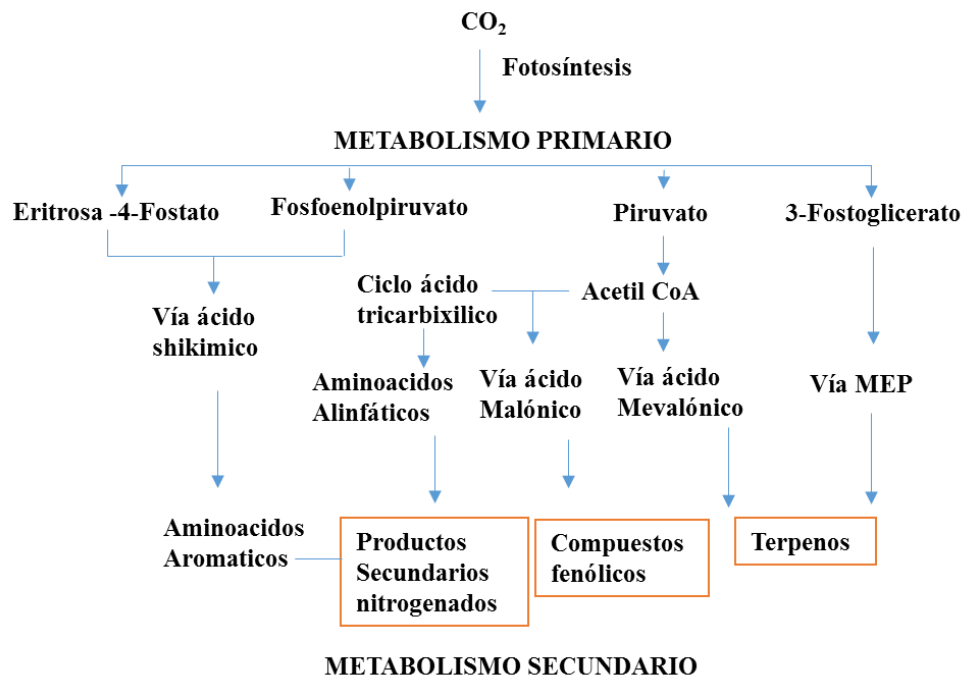 CO₂
Fotosíntesis
METABOLISMO PRIMARIO
Eritrosa -4-Fostato
Fosfoenolpiruvato
Piruvato
3-Fostoglicerato
Vía ácido
shikimico
Ciclo ácido
tricarbixilico
Acetil CoA
Aminoacidos
Alinfáticos
Vía ácido
Malónico
Vía ácido
Mevalónico
Vía MEP
Aminoacidos
Aromaticos
Productos
Secundarios
nitrogenados
Compuestos
fenólicos
Terpenos
METABOLISMO SECUNDARIO